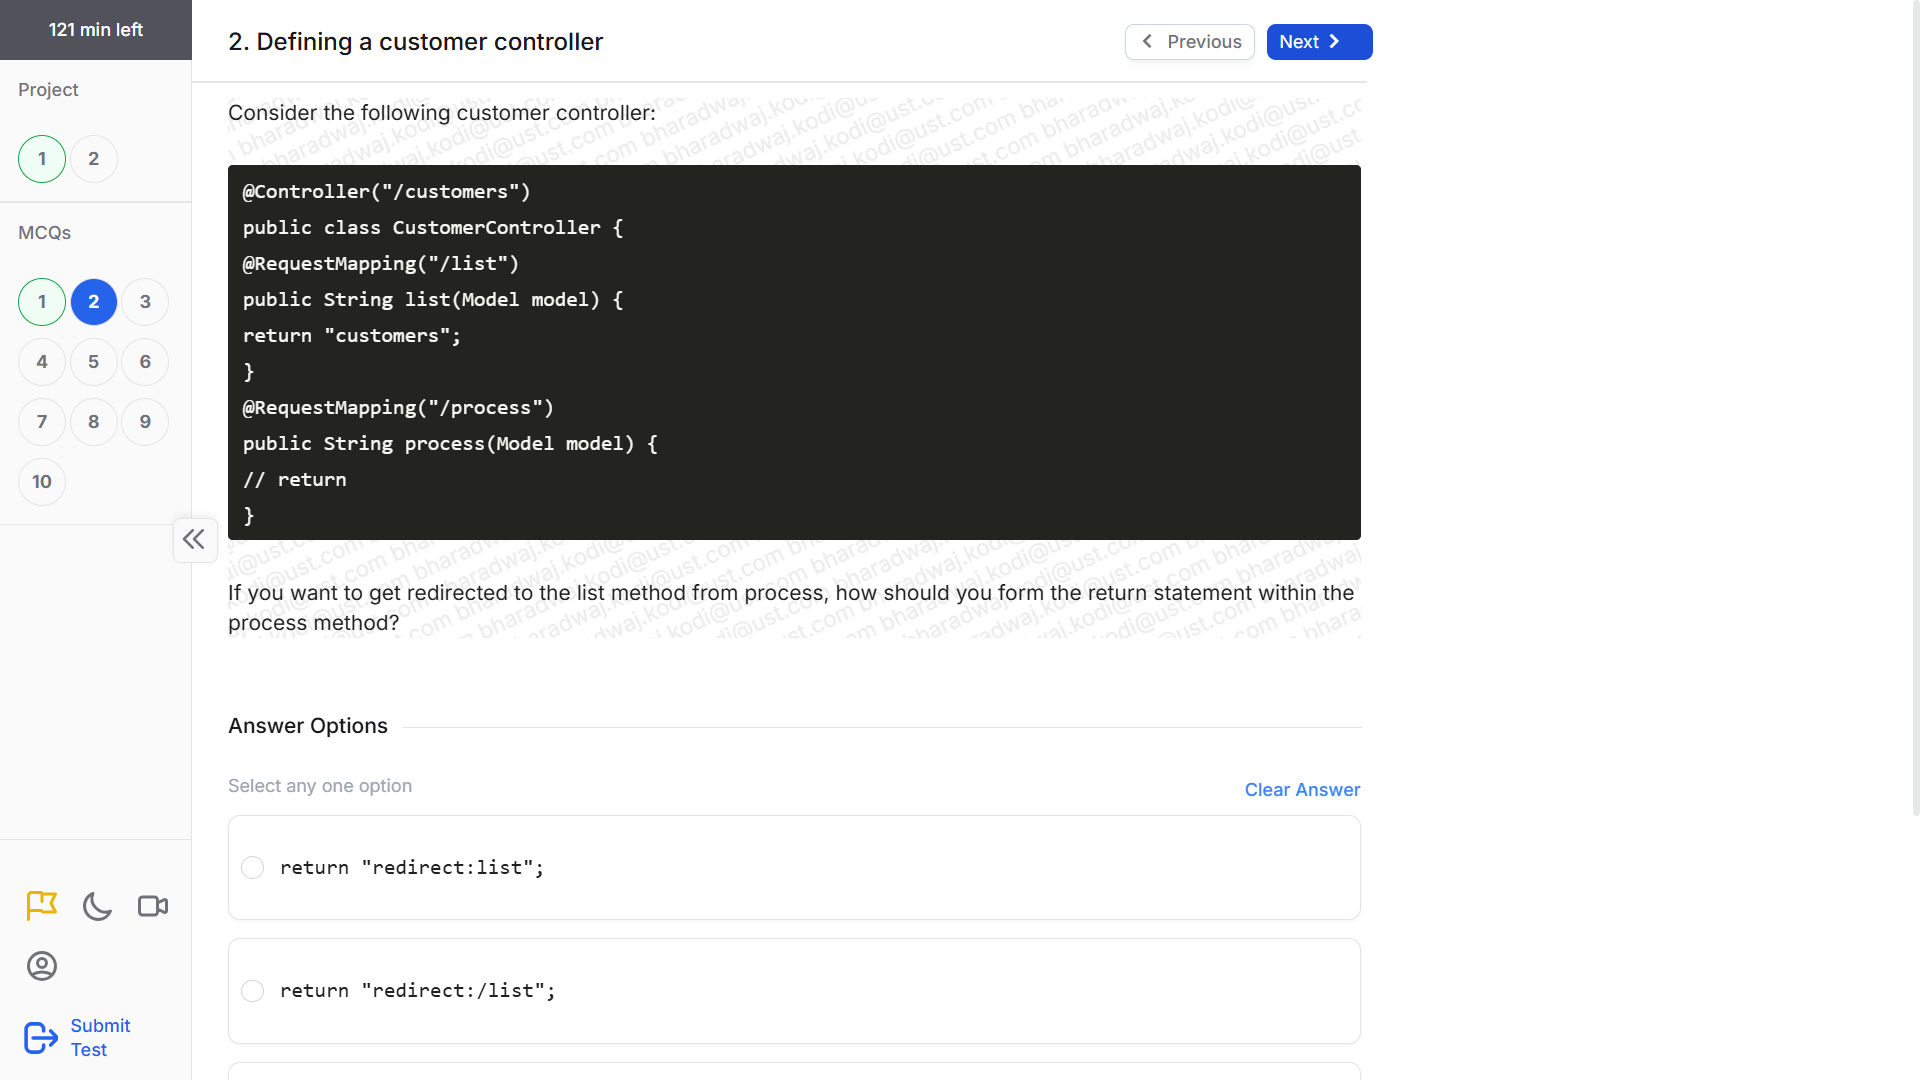 121 min left
2. Defining a customer controller
Previous
Next
Project
1
2
MCQs
1
2
3
4
5
6
7
8
9
10
Submit
Test
Consider the following customer controller:
@Controller("/customers")
public class CustomerController {
@RequestMapping("/list")
public String list(Model model) {
return "customers";
}
@RequestMapping("/process")
public String process(Model model) {
// return
}
If you want to get redirected to the list method from process, how should you form the return statement within the
process method?
Answer Options
Select any one option
Clear Answer
return "redirect:list";
return "redirect:/list";